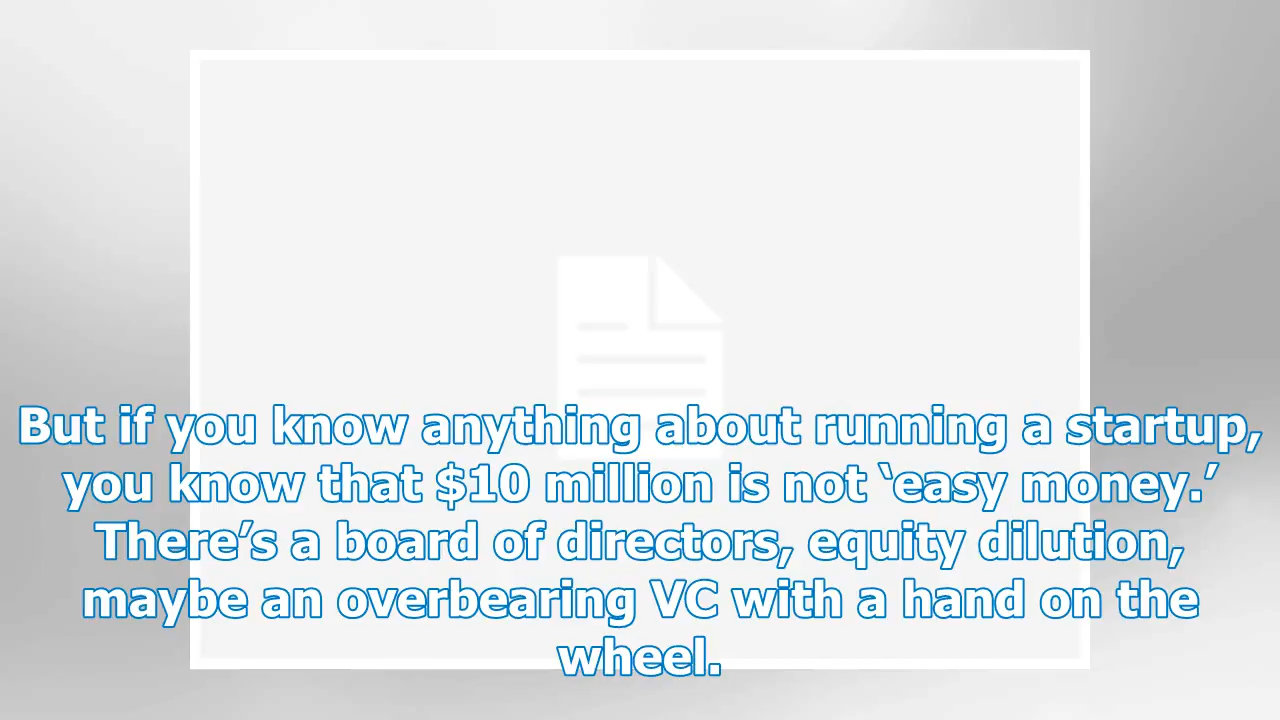 But if you know anything about running a startup,
you know that $10 million is not ‘easy money.’
There’s a board of directors, equity dilution,
maybe an overbearing VC with a hand on the
wheel.